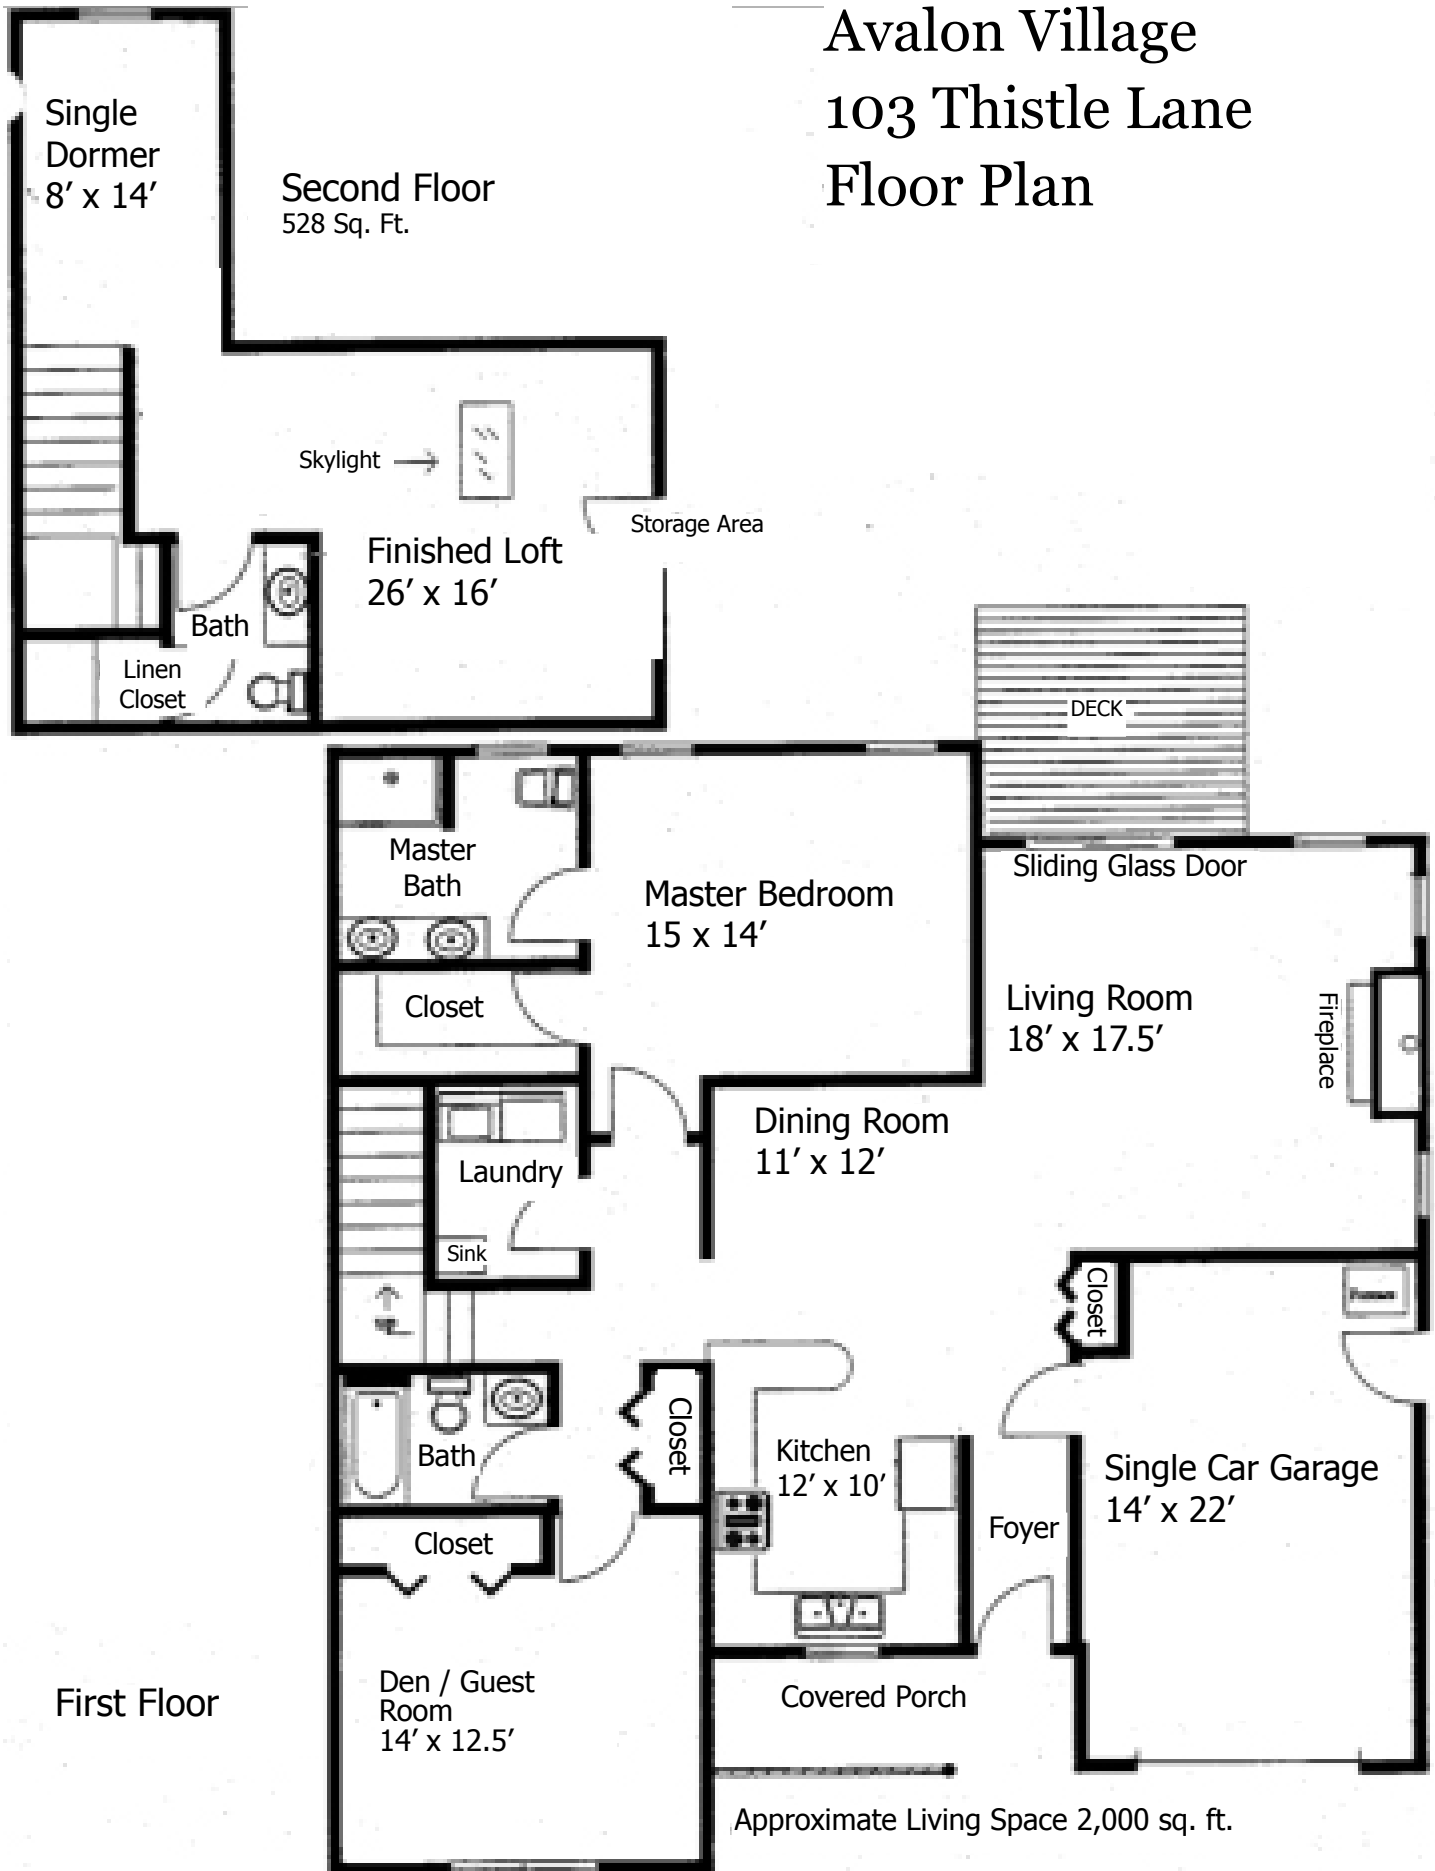 Avalon Village
103 Thistle Lane
Floor Plan
Single
Dormer
8’ x 14’
Second Floor
528 Sq. Ft.
Skylight
Storage Area
Finished Loft
26’ x 16’
Bath
Linen
Closet
DECK
Sliding Glass Door
Master
Bath
Master Bedroom
15 x 14’
Closet
Living Room
18’ x 17.5’
Fireplace
Dining Room
11’ x 12’
Laundry
Sink
Closet
Closet
Bath
Kitchen
12’ x 10’
Foyer
Single Car Garage
14’ x 22’
Closet
Den / Guest
Room
14’ x 12.5’
First Floor
Covered Porch
Approximate Living Space 2,000 sq. ft.